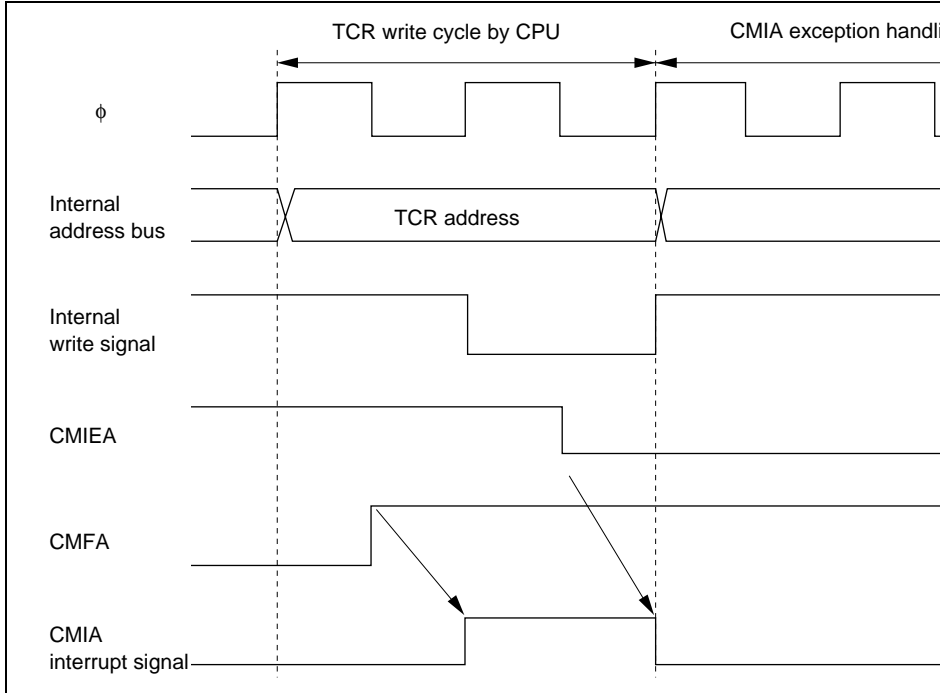 TCR write cycle by CPU
CMIA exception handli
φ
Internal
address bus
TCR address
Internal
write signal
CMIEA
CMFA
CMIA
interrupt signal